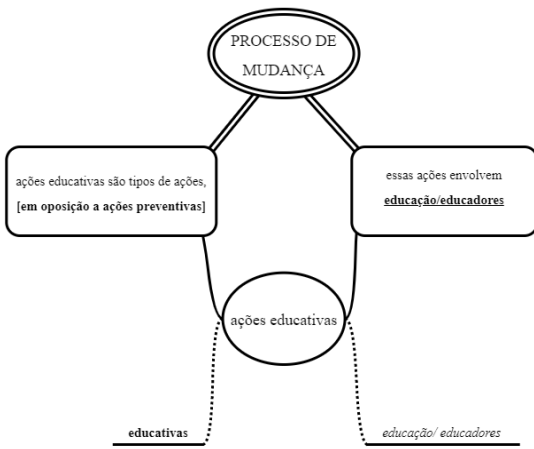 PROCESSO DE
MUDANÇA
ações educativas são tipos de ações,
[em oposição a ações preventivas]
essas ações envolvem
educação/educadores
ações educativas
educativas
educação/ educadores